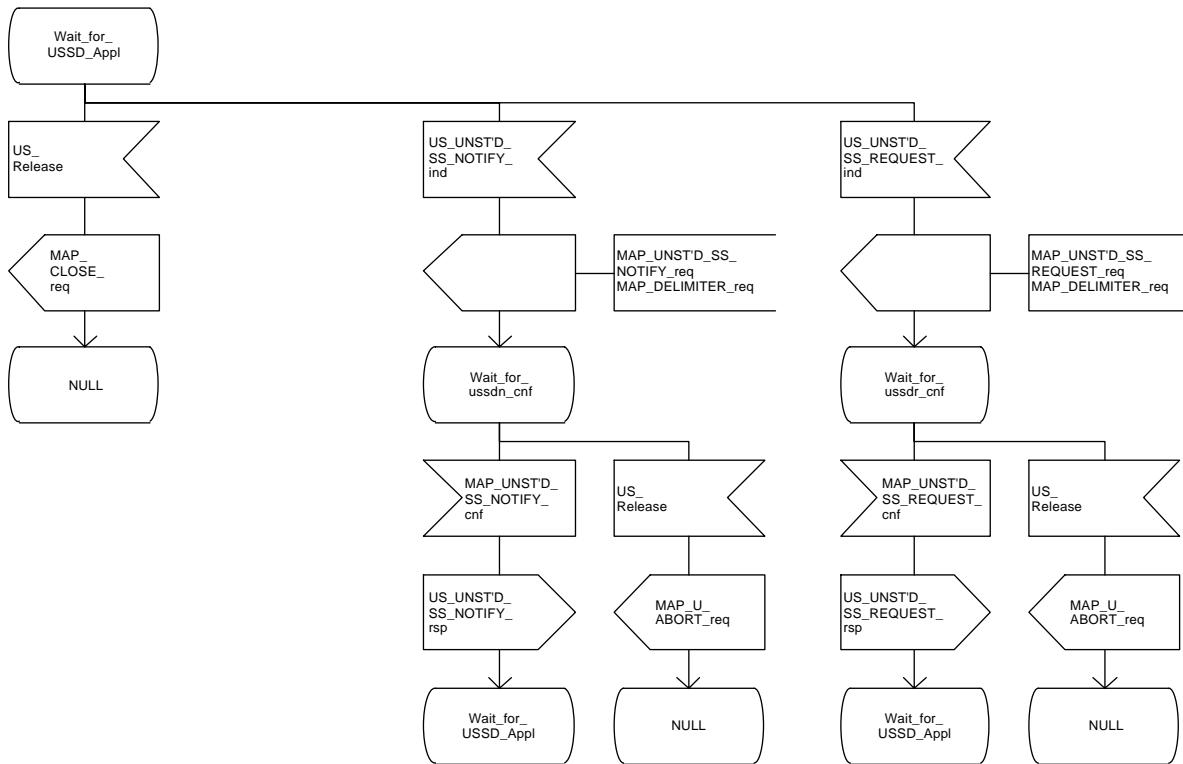 Wait_for_
USSD_Appl
US_
Release
US_UNST'D_
SS_NOTIFY_
ind
US_UNST'D_
SS_REQUEST_
ind
MAP_
CLOSE_
req
MAP_UNST'D_SS_
NOTIFY_req
MAP_DELIMITER_req
MAP_UNST'D_SS_
REQUEST_req
MAP_DELIMITER_req
NULL
Wait_for_
ussdn_cnf
Wait_for_
ussdr_cnf
MAP_UNST'D_
SS_NOTIFY_
cnf
US_
Release
MAP_UNST'D_
SS_REQUEST_
cnf
US_
Release
US_UNST'D_
SS_NOTIFY_
rsp
MAP_U_
ABORT_req
US_UNST'D_
SS_REQUEST_
rsp
MAP_U_
ABORT_req
Wait_for_
USSD_Appl
NULL
Wait_for_
USSD_Appl
NULL